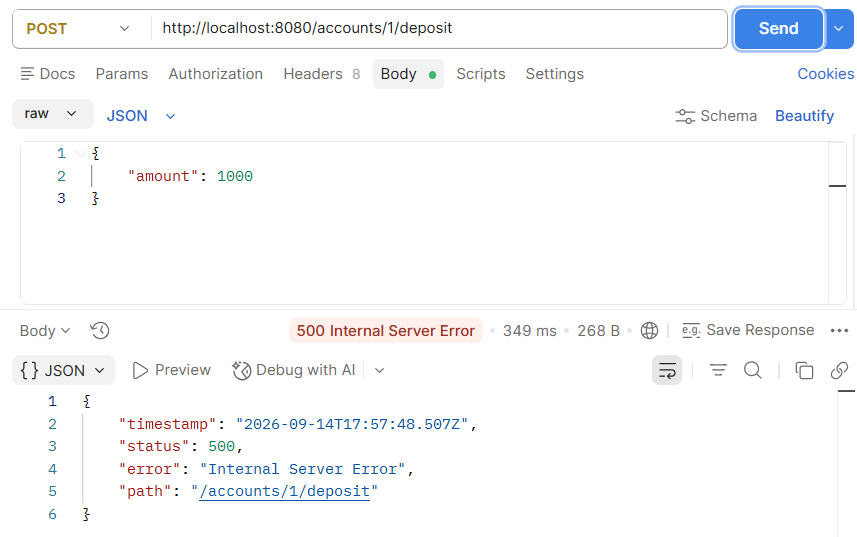 POST http://localhost:8080/accounts/1/deposit Send
Docs Params Authorization Headers 8 Body Scripts Settings Cookies
raw JSON Schema Beautify
1 {
2 "amount": 1000
3 }
Body 500 Internal Server Error • 349 ms • 268 B • e.g. Save Response •••
{} JSON Preview Debug with AI
1 {
2 "timestamp": "2026-09-14T17:57:48.507Z",
3 "status": 500,
4 "error": "Internal Server Error",
5 "path": "/accounts/1/deposit"
6 }